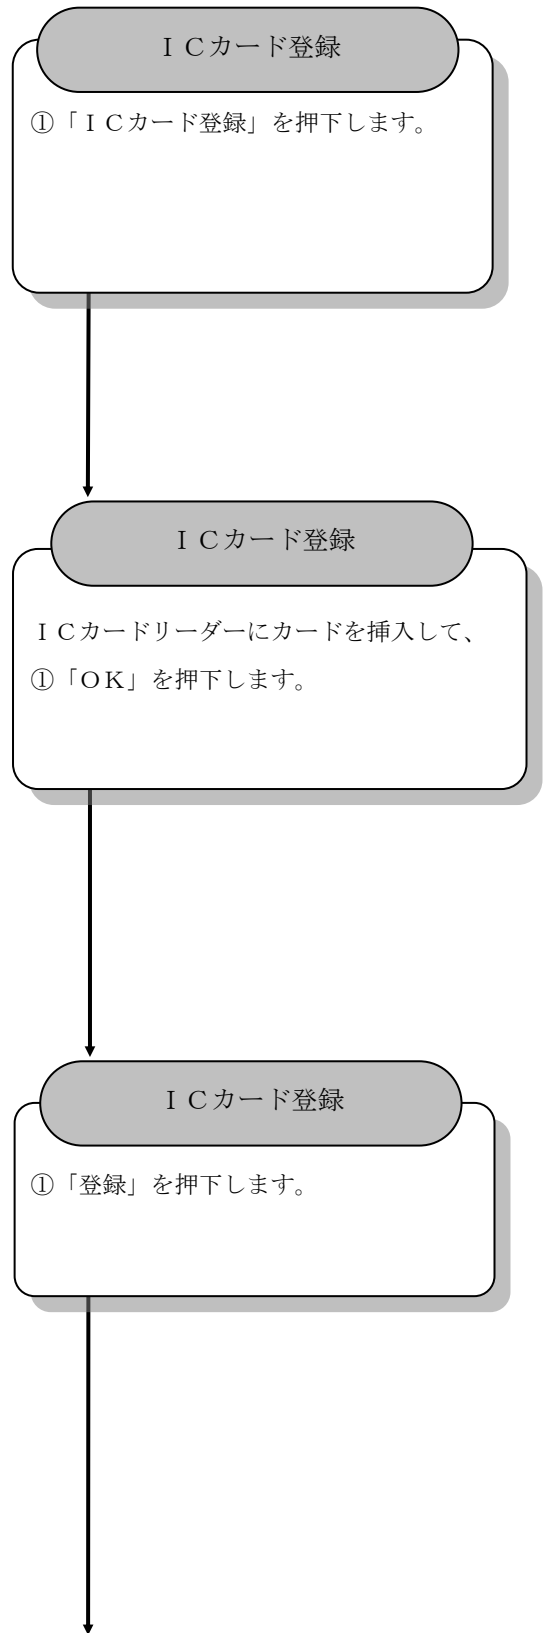 ＩＣカード登録
①「ＩＣカード登録」を押下します。
ＩＣカード登録
ＩＣカードリーダーにカードを挿入して、
①「ＯＫ」を押下します。
ＩＣカード登録
①「登録」を押下します。